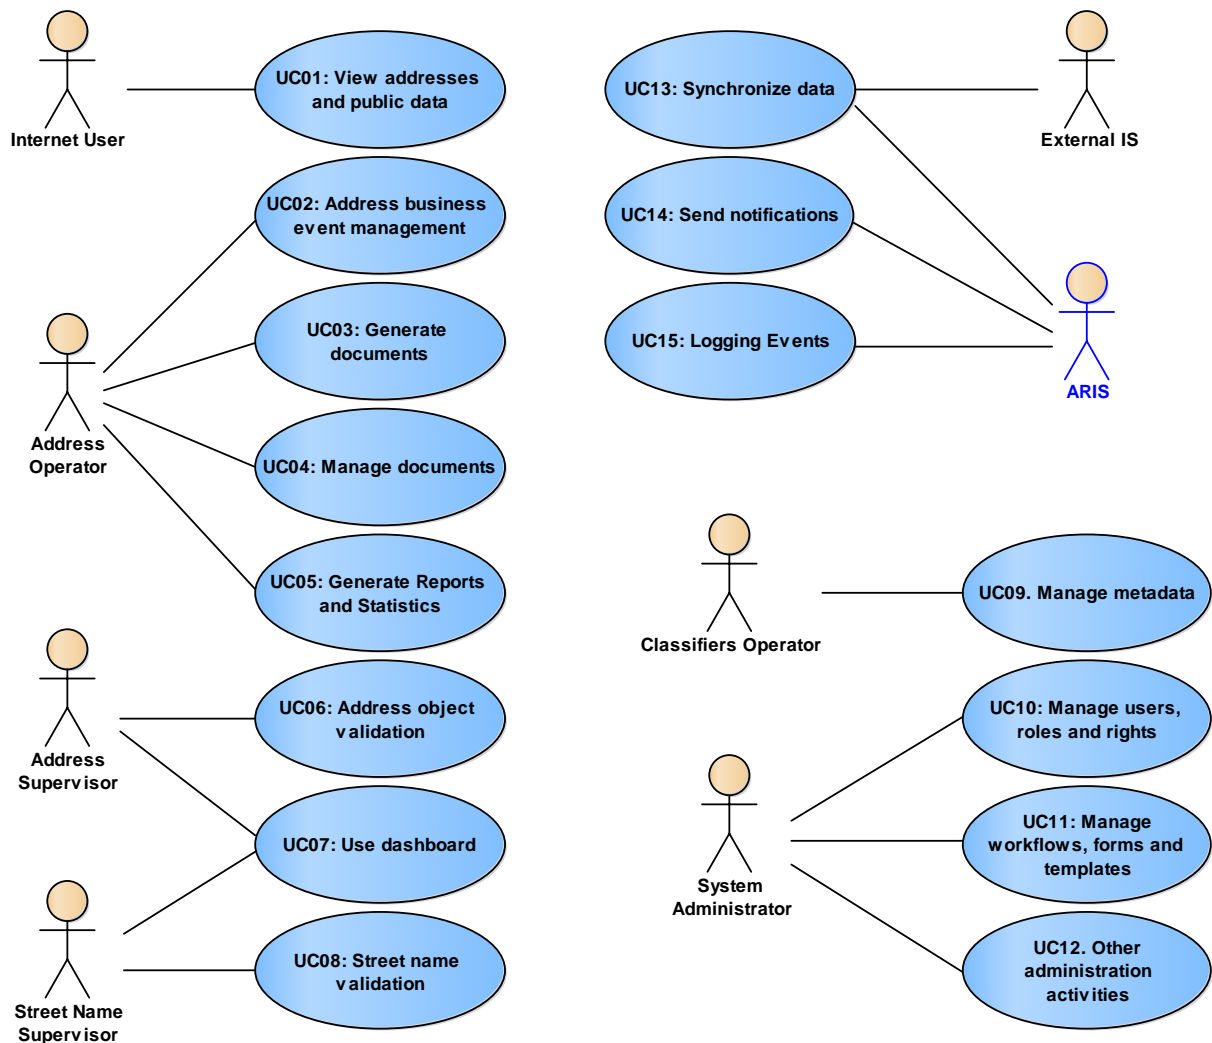 Internet User
UC01: View addresses
and public data
UC02: Address business
event management
UC03: Generate
documents
Address
Operator
UC04: Manage documents
UC05: Generate Reports
and Statistics
Address
Supervisor
UC06: Address object
validation
UC07: Use dashboard
Street Name
Supervisor
UC08: Street name
validation
UC13: Synchronize data
External IS
UC14: Send notifications
UC15: Logging Events
ARIS
Classifiers Operator
UC09. Manage metadata
UC10: Manage users,
roles and rights
System
Administrator
UC11: Manage
workflows, forms and
templates
UC12. Other
administration
activities